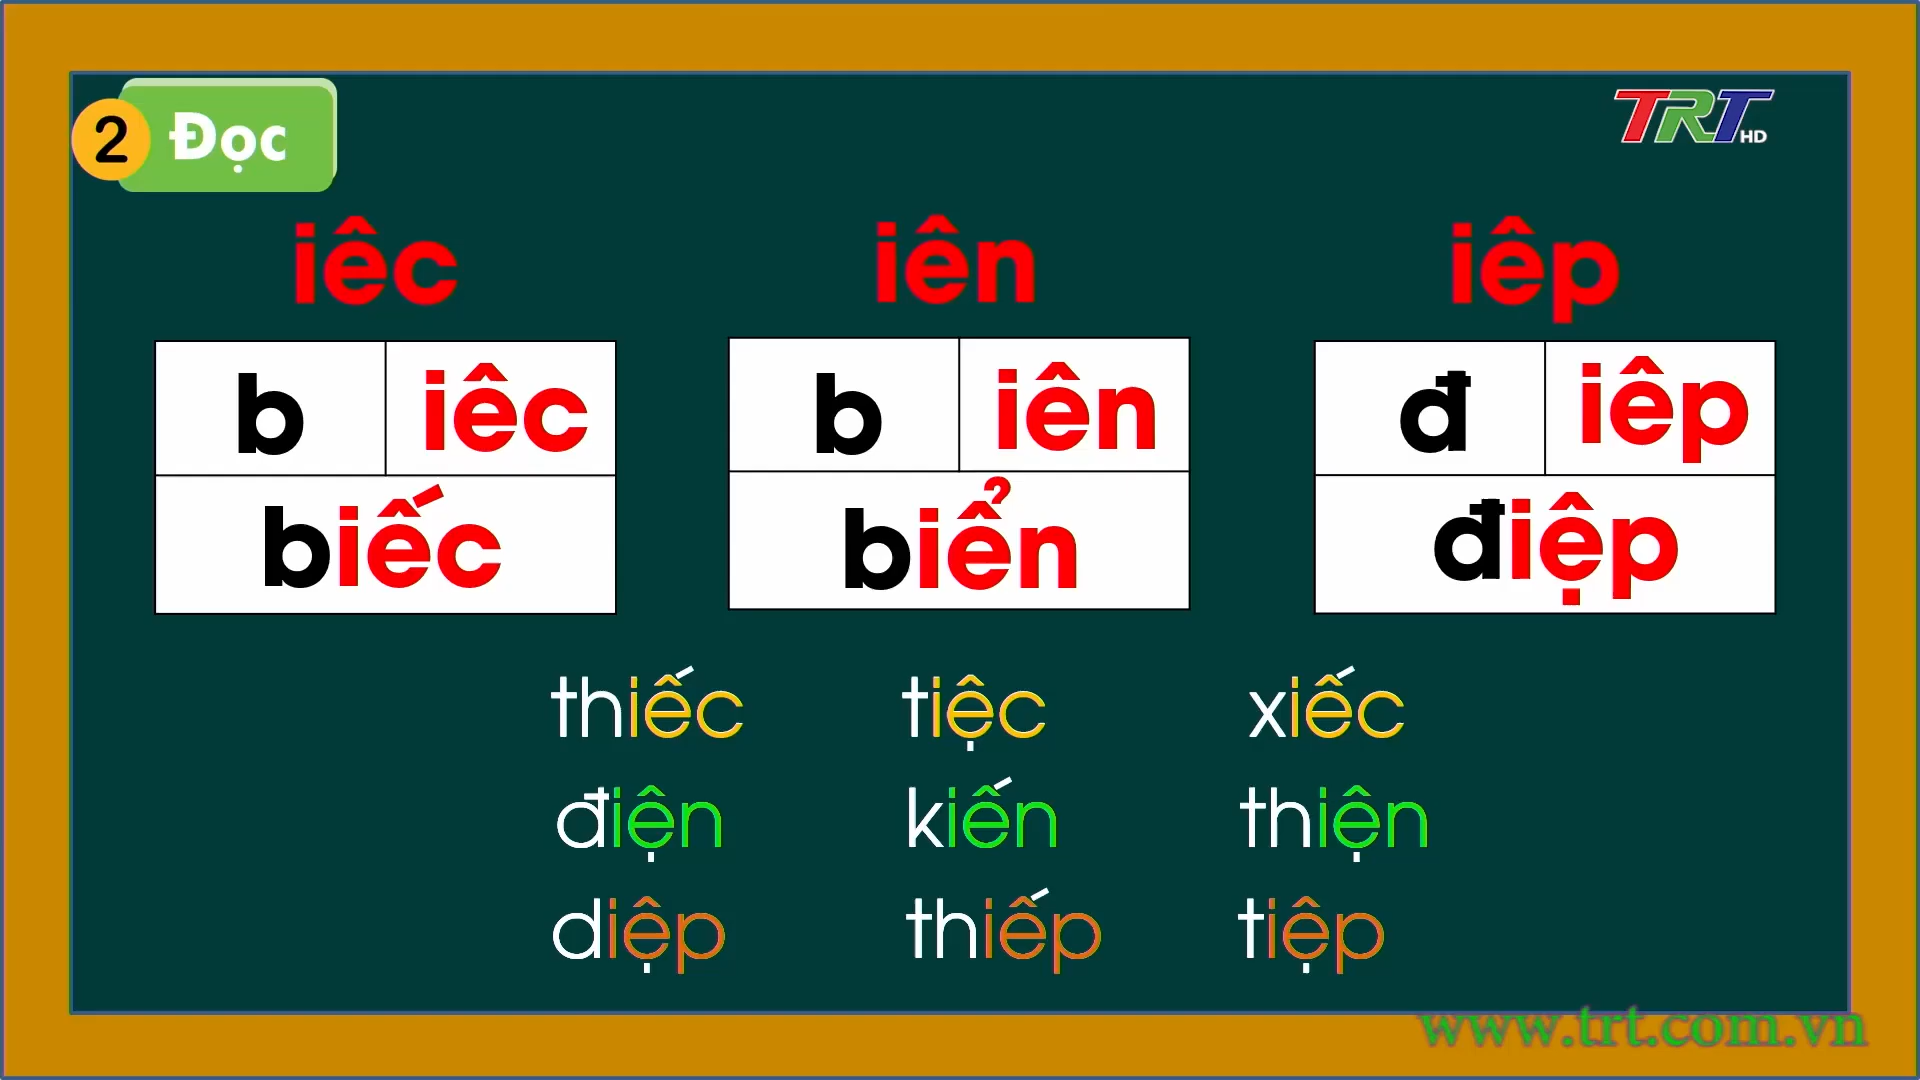 2 Đọc
TRT HD
iêc iên iêp
b iêc b iên đ iêp
biếc biển điệp
thiếc tiệc xiếc
điện kiến thiện
diệp thiếp tiệp
www.trt.com.vn